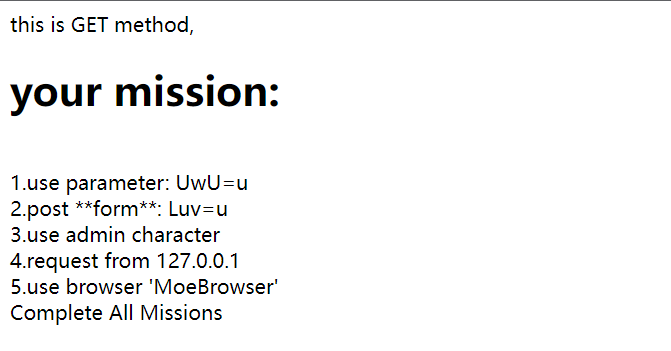 this is GET method,
your mission:
1.use parameter: UwU=u
2.post **form**: Luv=u
3.use admin character
4.request from 127.0.0.1
5.use browser 'MoeBrowser'
Complete All Missions